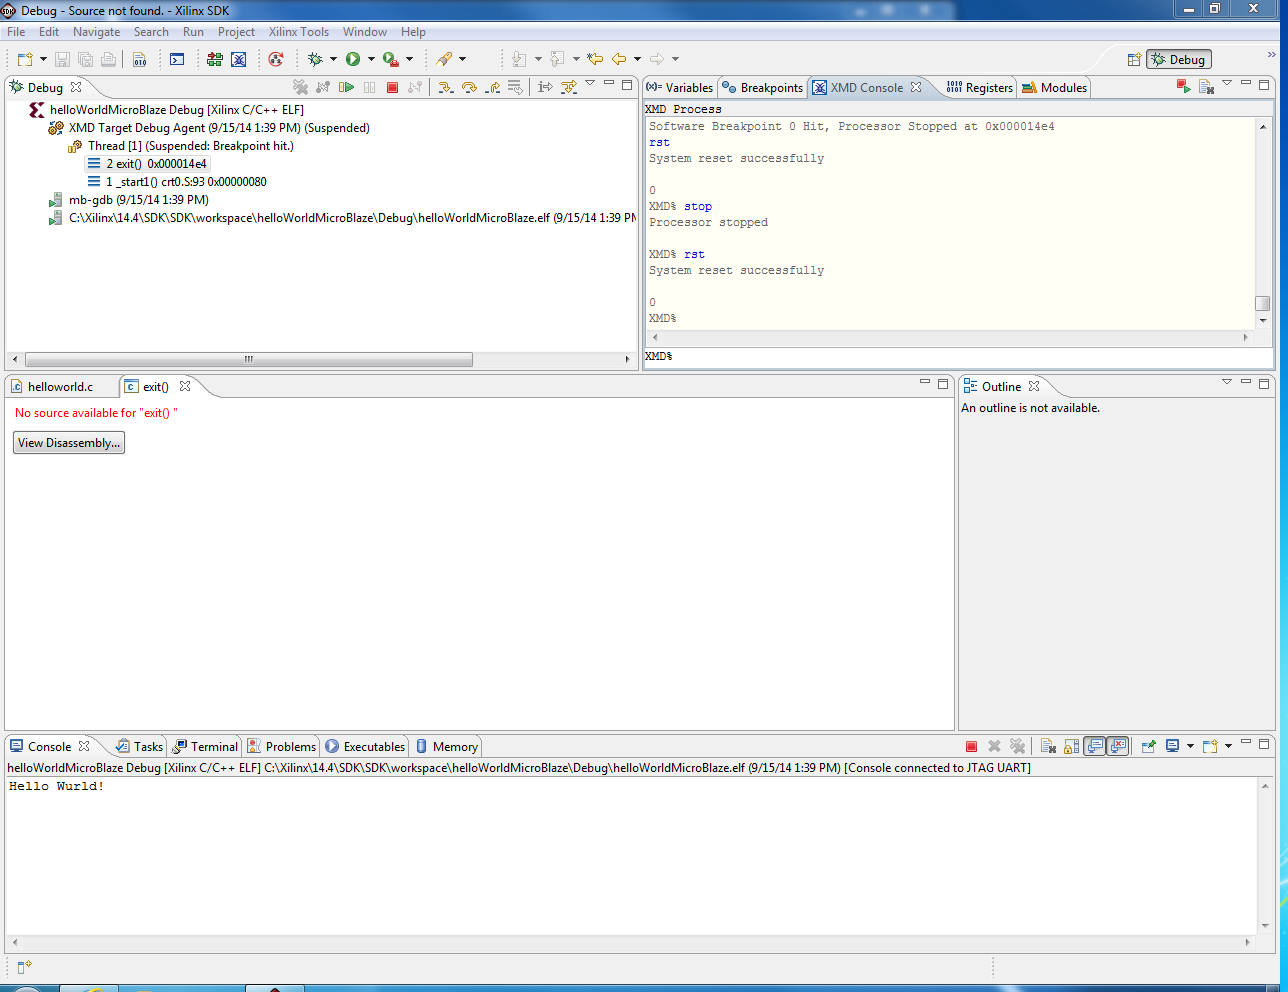 Debug - Source not found. - Xilinx SDK
File Edit Navigate Search Run Project Xilinx Tools Window Help
Debug
Debug
helloWorldMicroBlaze Debug [Xilinx C/C++ ELF]
XMD Target Debug Agent (9/15/14 1:39 PM) (Suspended)
Thread [1] (Suspended: Breakpoint hit.)
2 exit() 0x000014e4
1 _start1() crt0.S:93 0x00000080
mb-gdb (9/15/14 1:39 PM)
C:\Xilinx\14.4\SDK\SDK\workspace\helloWorldMicroBlaze\Debug\helloWorldMicroBlaze.elf (9/15/14 1:39 PM
(x)= Variables Breakpoints XMD Console Registers Modules
XMD Process
Software Breakpoint 0 Hit, Processor Stopped at 0x000014e4
rst
System reset successfully
0
XMD% stop
Processor stopped
XMD% rst
System reset successfully
0
XMD%
XMD%
helloworld.c exit()
No source available for "exit() "
View Disassembly...
Outline
An outline is not available.
Console Tasks Terminal Problems Executables Memory
helloWorldMicroBlaze Debug [Xilinx C/C++ ELF] C:\Xilinx\14.4\SDK\SDK\workspace\helloWorldMicroBlaze\Debug\helloWorldMicroBlaze.elf (9/15/14 1:39 PM) [Console connected to JTAG UART]
Hello Wurld!